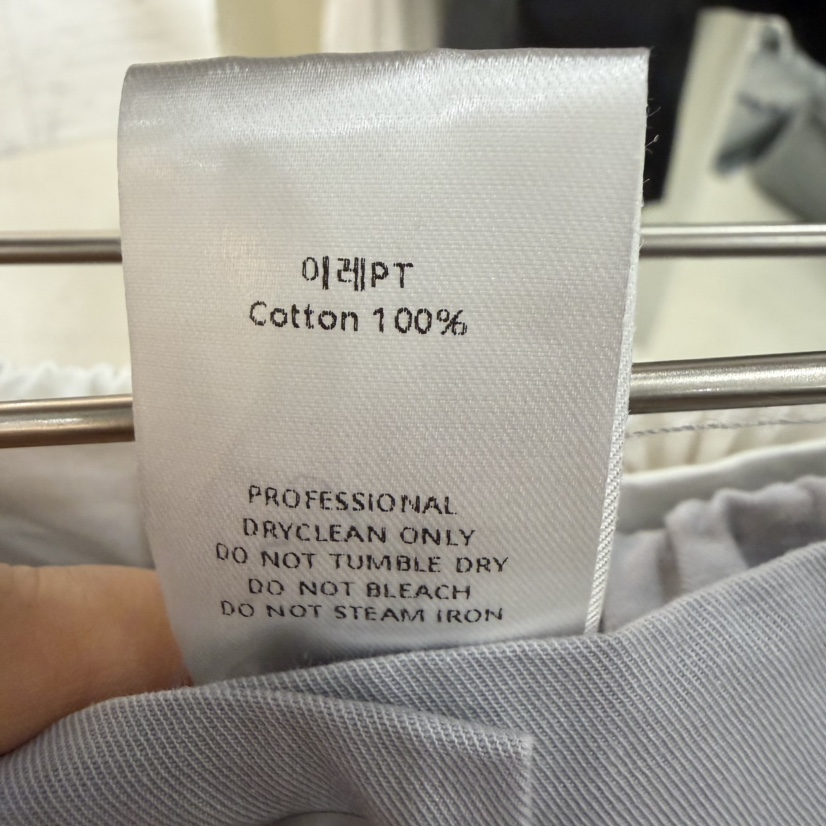 이레PT
Cotton 100%
PROFESSIONAL
DRYCLEAN ONLY
DO NOT TUMBLE DRY
DO NOT BLEACH
DO NOT STEAM IRON